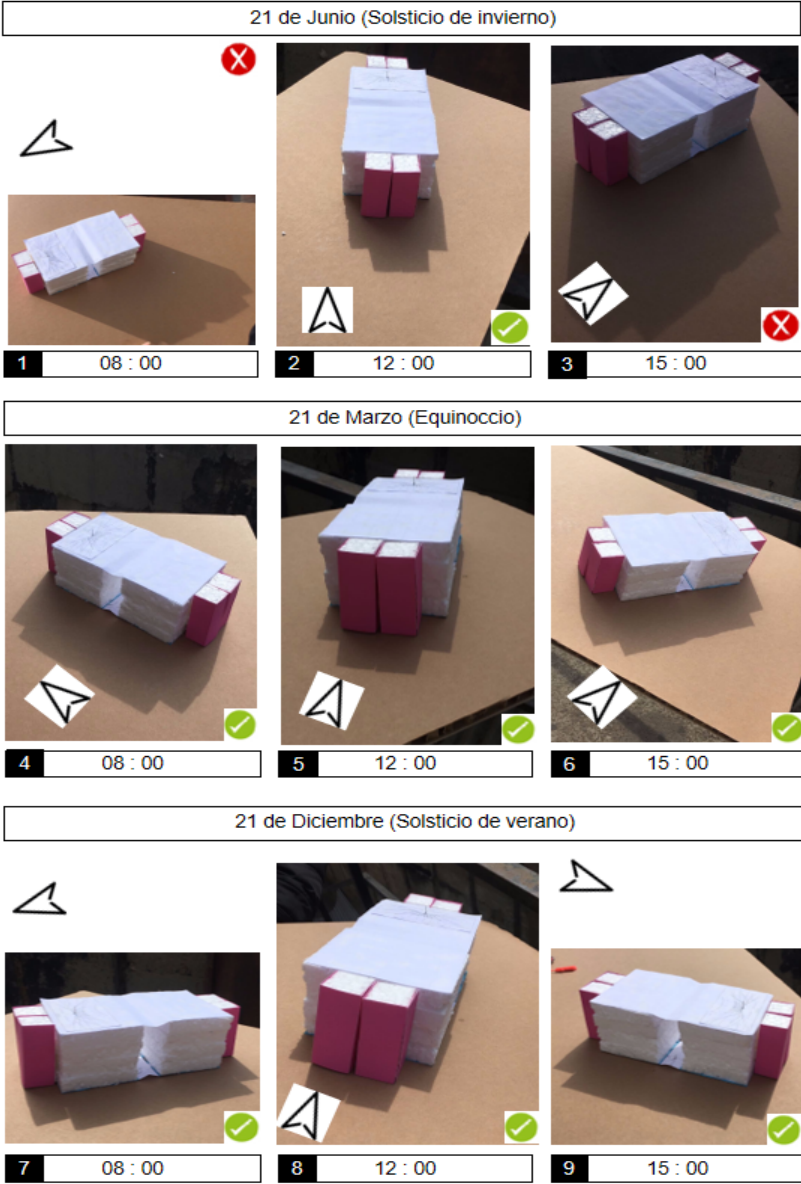 21 de Junio (Solsticio de invierno)
1 08 : 00
2 12 : 00
3 15 : 00
21 de Marzo (Equinoccio)
4 08 : 00
5 12 : 00
6 15 : 00
21 de Diciembre (Solsticio de verano)
7 08 : 00
8 12 : 00
9 15 : 00